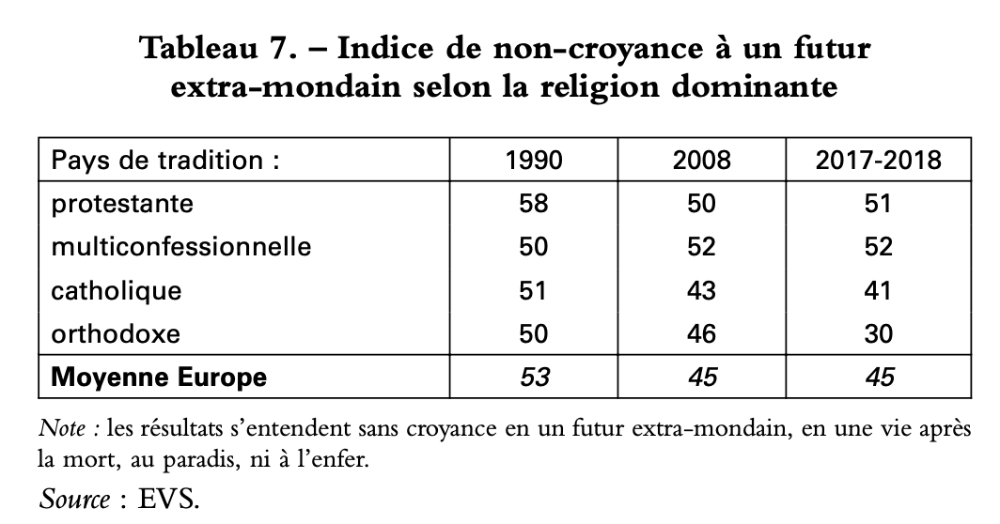 Tableau 7. – Indice de non-croyance à un futur
extra-mondain selon la religion dominante
Pays de tradition : 1990 2008 2017-2018
protestante 58 50 51
multiconfessionnelle 50 52 52
catholique 51 43 41
orthodoxe 50 46 30
Moyenne Europe 53 45 45
Note : les résultats s’entendent sans croyance en un futur extra-mondain, en une vie après
la mort, au paradis, ni à l’enfer.
Source : EVS.